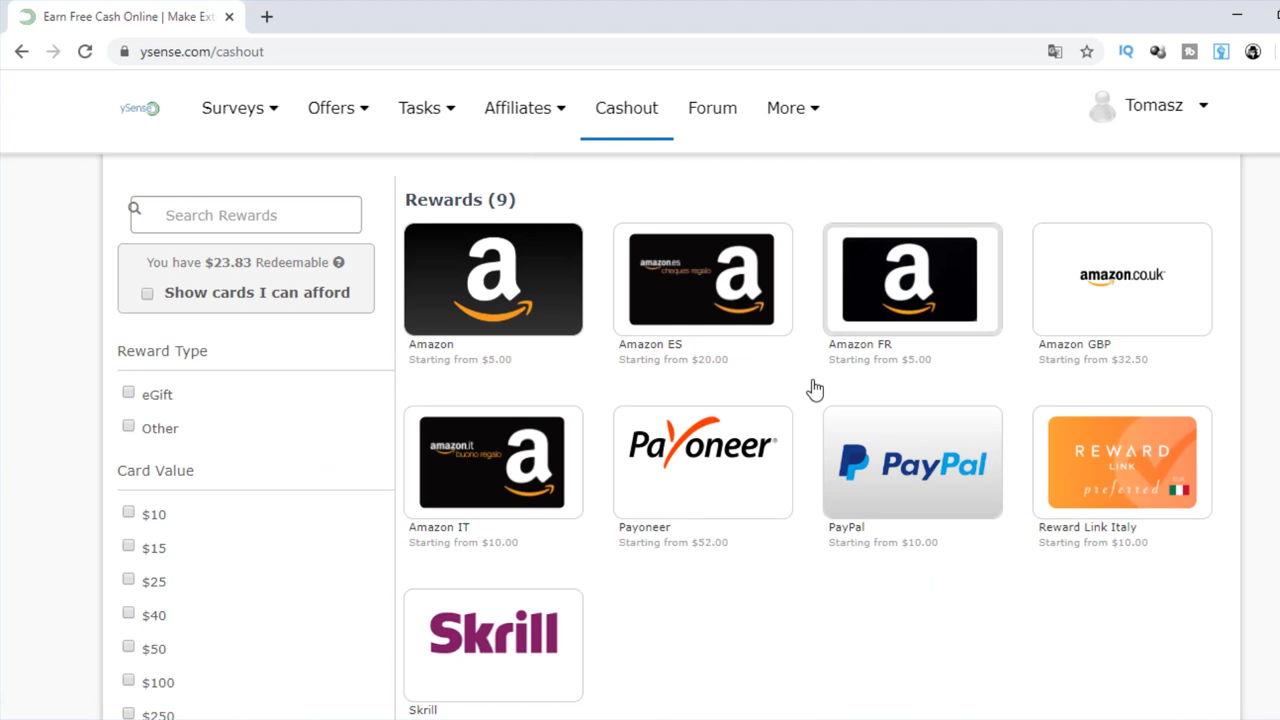 Earn Free Cash Online | Make Ext
ysense.com/cashout
IQ
tb
ySense
Surveys
Offers
Tasks
Affiliates
Cashout
Forum
More
Tomasz
Search Rewards
You have $23.83 Redeemable
Show cards I can afford
Reward Type
eGift
Other
Card Value
$10
$15
$25
$40
$50
$100
$250
Rewards (9)
a
amazon.es
cheques regalo
a
a
amazon.co.uk
Amazon
Starting from $5.00
Amazon ES
Starting from $20.00
Amazon FR
Starting from $5.00
Amazon GBP
Starting from $32.50
amazon.it
buono regalo
a
Payoneer
PayPal
REWARD
LINK
preferred
EUR
Amazon IT
Starting from $10.00
Payoneer
Starting from $52.00
PayPal
Starting from $10.00
Reward Link Italy
Starting from $10.00
Skrill
Skrill